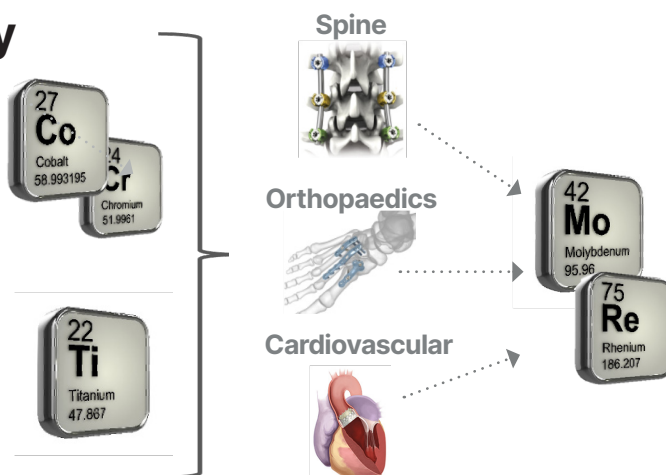 y
27
Co
Cobalt
58.993195
24
Cr
Chromium
51.9961
22
Ti
Titanium
47.867
Spine
Orthopaedics
Cardiovascular
42
Mo
Molybdenum
95.96
75
Re
Rhenium
186.207